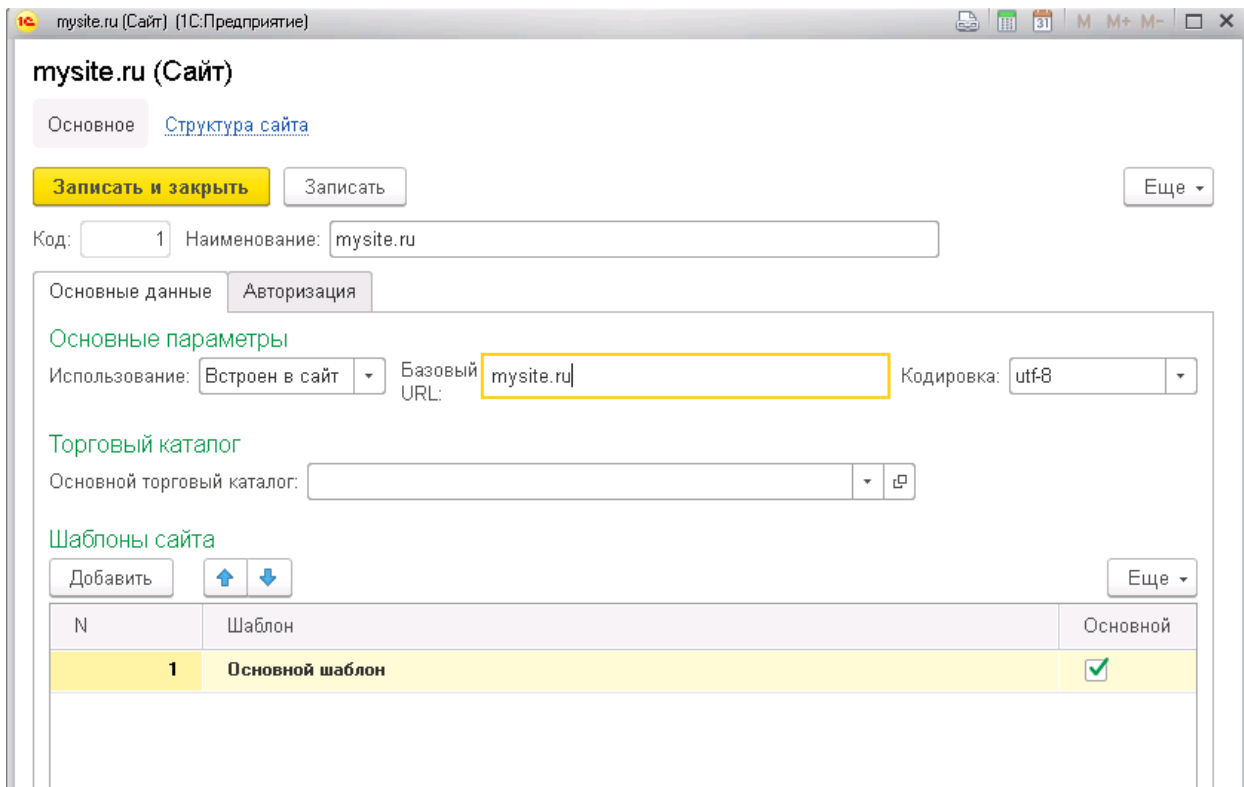 1С mysite.ru (Сайт) (1С:Предприятие) 31 M M+ M-
mysite.ru (Сайт)
Основное Структура сайта
Записать и закрыть Записать Еще
Код: 1 Наименование: mysite.ru
Основные данные Авторизация
Основные параметры
Использование: Встроен в сайт Базовый URL: mysite.ru Кодировка: utf-8
Торговый каталог
Основной торговый каталог:
Шаблоны сайта
Добавить Еще
N Шаблон Основной
1 Основной шаблон